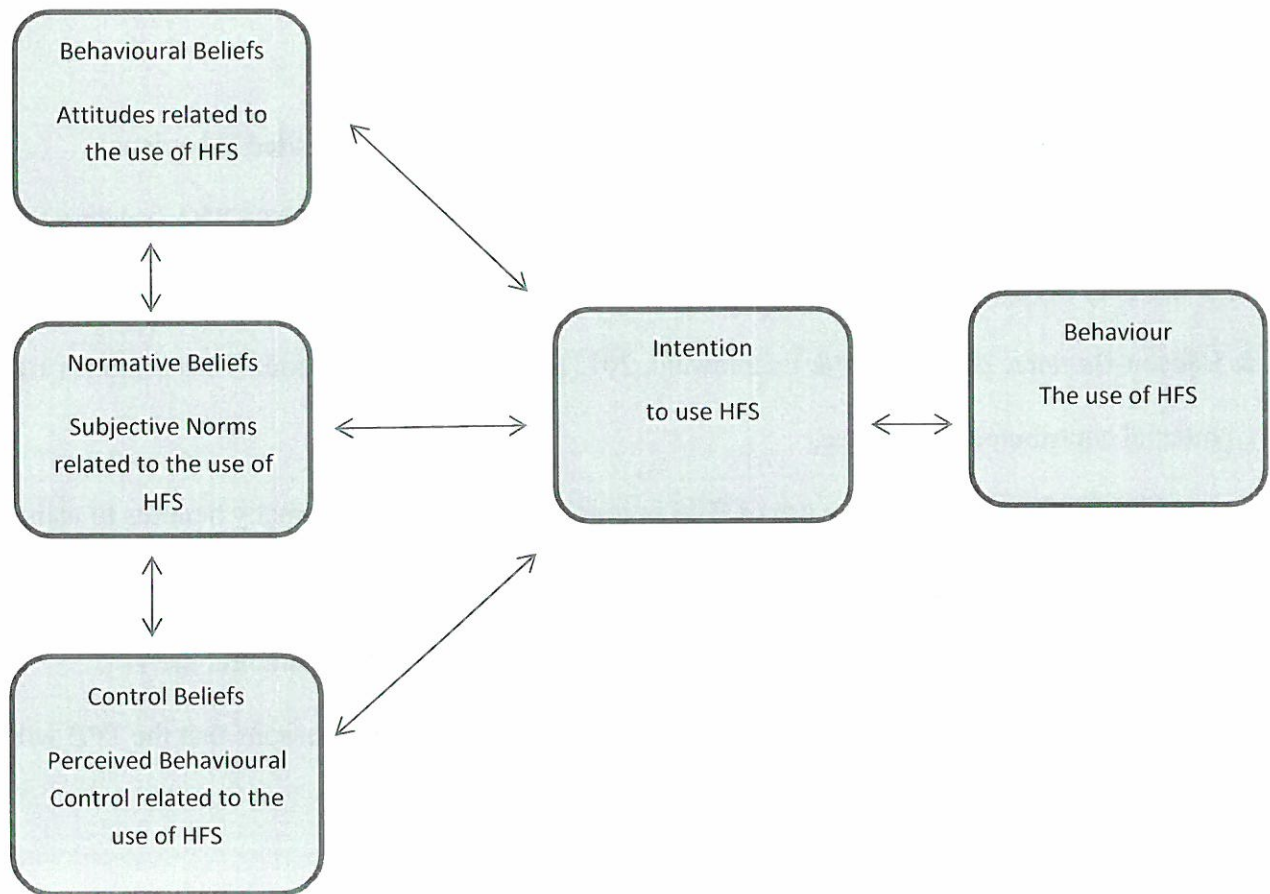 Behavioural Beliefs
Attitudes related to
the use of HFS
Normative Beliefs
Subjective Norms
related to the use of
HFS
Control Beliefs
Perceived Behavioural
Control related to the
use of HFS
Intention
to use HFS
Behaviour
The use of HFS